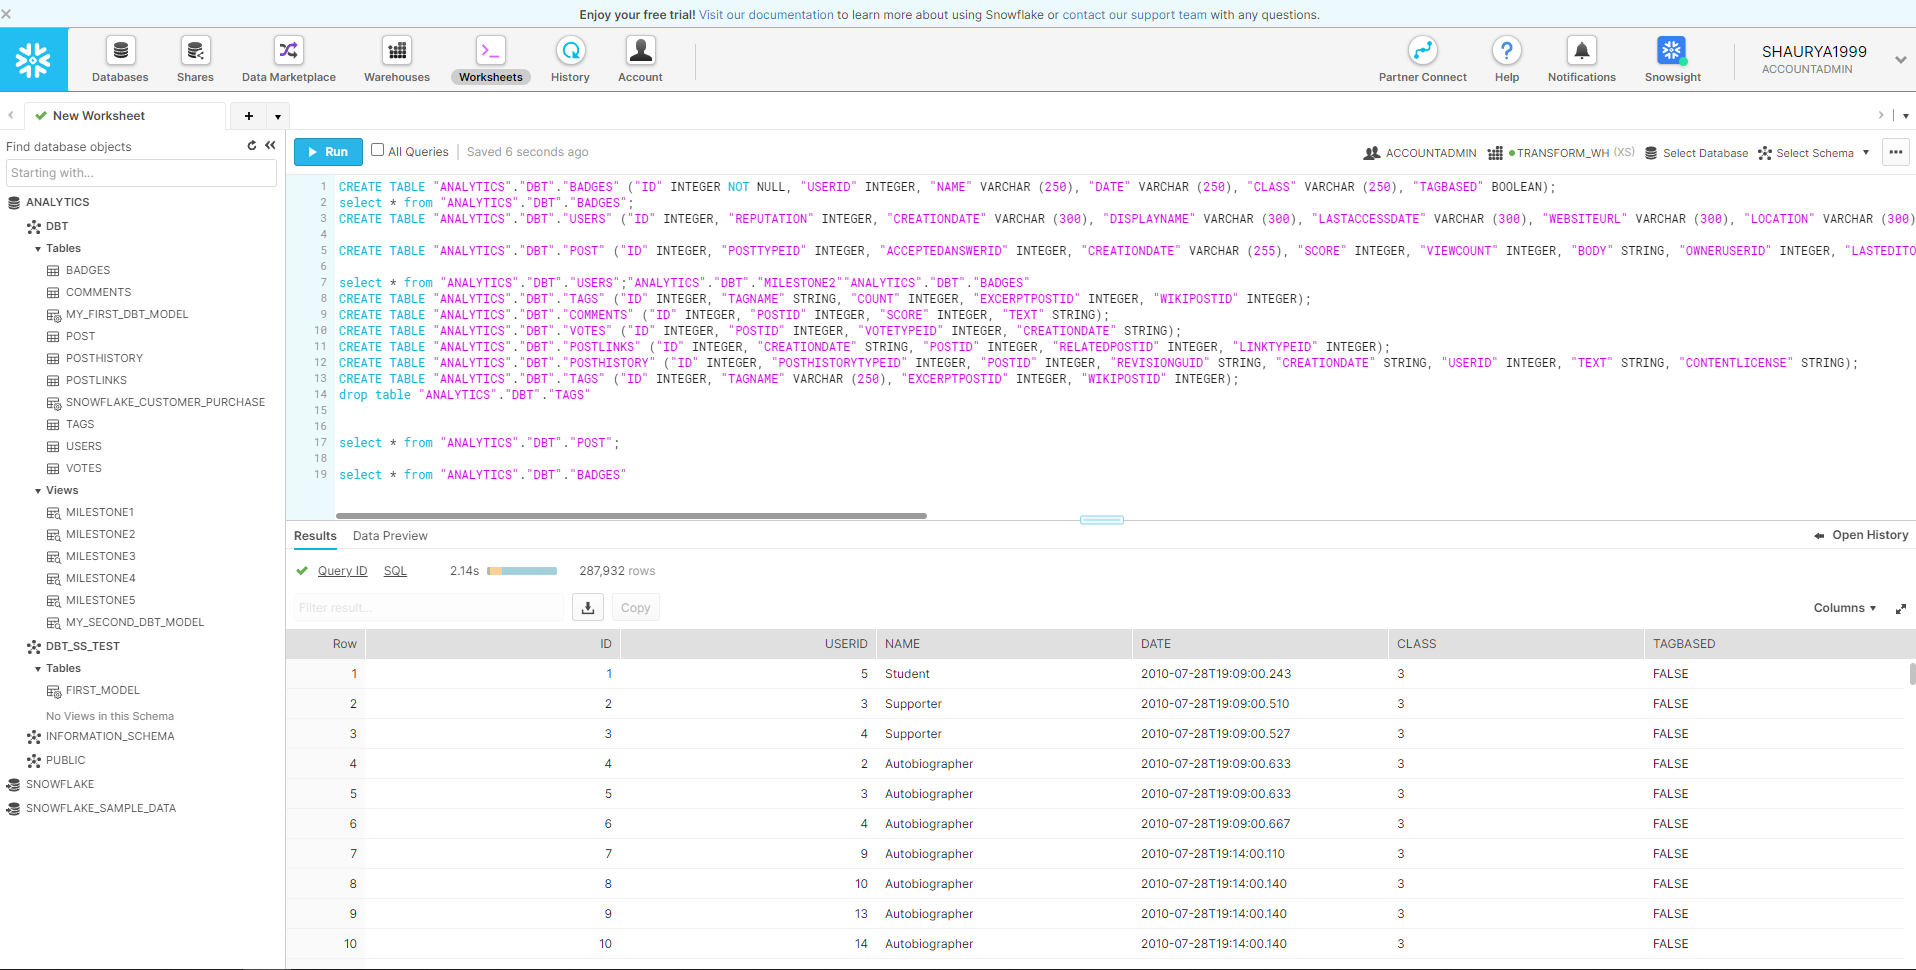 Enjoy your free trial! Visit our documentation to learn more about using Snowflake or contact our support team with any questions.
Databases Shares Data Marketplace Warehouses Worksheets History Account Partner Connect Help Notifications Snowsight SHAURYA1999
ACCOUNTADMIN
New Worksheet
Find database objects
Starting with...
ANALYTICS
DBT
Tables
BADGES
COMMENTS
MY_FIRST_DBT_MODEL
POST
POSTHISTORY
POSTLINKS
SNOWFLAKE_CUSTOMER_PURCHASE
TAGS
USERS
VOTES
Views
MILESTONE1
MILESTONE2
MILESTONE3
MILESTONE4
MILESTONE5
MY_SECOND_DBT_MODEL
DBT_SS_TEST
Tables
FIRST_MODEL
No Views in this Schema
INFORMATION_SCHEMA
PUBLIC
SNOWFLAKE
SNOWFLAKE_SAMPLE_DATA
Run All Queries Saved 6 seconds ago ACCOUNTADMIN TRANSFORM_WH (XS) Select Database Select Schema
1 CREATE TABLE "ANALYTICS"."DBT"."BADGES" ("ID" INTEGER NOT NULL, "USERID" INTEGER, "NAME" VARCHAR (250), "DATE" VARCHAR (250), "CLASS" VARCHAR (250), "TAGBASED" BOOLEAN);
2 select * from "ANALYTICS"."DBT"."BADGES";
3 CREATE TABLE "ANALYTICS"."DBT"."USERS" ("ID" INTEGER, "REPUTATION" INTEGER, "CREATIONDATE" VARCHAR (300), "DISPLAYNAME" VARCHAR (300), "LASTACCESSDATE" VARCHAR (300), "WEBSITEURL" VARCHAR (300), "LOCATION" VARCHAR (300)
4
5 CREATE TABLE "ANALYTICS"."DBT"."POST" ("ID" INTEGER, "POSTTYPEID" INTEGER, "ACCEPTEDANSWERID" INTEGER, "CREATIONDATE" VARCHAR (255), "SCORE" INTEGER, "VIEWCOUNT" INTEGER, "BODY" STRING, "OWNERUSERID" INTEGER, "LASTEDITO
6
7 select * from "ANALYTICS"."DBT"."USERS";"ANALYTICS"."DBT"."MILESTONE2""ANALYTICS"."DBT"."BADGES"
8 CREATE TABLE "ANALYTICS"."DBT"."TAGS" ("ID" INTEGER, "TAGNAME" STRING, "COUNT" INTEGER, "EXCERPTPOSTID" INTEGER, "WIKIPOSTID" INTEGER);
9 CREATE TABLE "ANALYTICS"."DBT"."COMMENTS" ("ID" INTEGER, "POSTID" INTEGER, "SCORE" INTEGER, "TEXT" STRING);
10 CREATE TABLE "ANALYTICS"."DBT"."VOTES" ("ID" INTEGER, "POSTID" INTEGER, "VOTETYPEID" INTEGER, "CREATIONDATE" STRING);
11 CREATE TABLE "ANALYTICS"."DBT"."POSTLINKS" ("ID" INTEGER, "CREATIONDATE" STRING, "POSTID" INTEGER, "RELATEDPOSTID" INTEGER, "LINKTYPEID" INTEGER);
12 CREATE TABLE "ANALYTICS"."DBT"."POSTHISTORY" ("ID" INTEGER, "POSTHISTORYTYPEID" INTEGER, "POSTID" INTEGER, "REVISIONGUID" STRING, "CREATIONDATE" STRING, "USERID" INTEGER, "TEXT" STRING, "CONTENTLICENSE" STRING);
13 CREATE TABLE "ANALYTICS"."DBT"."TAGS" ("ID" INTEGER, "TAGNAME" VARCHAR (250), "EXCERPTPOSTID" INTEGER, "WIKIPOSTID" INTEGER);
14 drop table "ANALYTICS"."DBT"."TAGS"
15
16
17 select * from "ANALYTICS"."DBT"."POST";
18
19 select * from "ANALYTICS"."DBT"."BADGES"
Results Data Preview Open History
Query ID SQL 2.14s 287,932 rows
Filter result... Copy Columns
Row ID USERID NAME DATE CLASS TAGBASED
1 1 5 Student 2010-07-28T19:09:00.243 3 FALSE
2 2 3 Supporter 2010-07-28T19:09:00.510 3 FALSE
3 3 4 Supporter 2010-07-28T19:09:00.527 3 FALSE
4 4 2 Autobiographer 2010-07-28T19:09:00.633 3 FALSE
5 5 3 Autobiographer 2010-07-28T19:09:00.633 3 FALSE
6 6 4 Autobiographer 2010-07-28T19:09:00.667 3 FALSE
7 7 9 Autobiographer 2010-07-28T19:14:00.110 3 FALSE
8 8 10 Autobiographer 2010-07-28T19:14:00.140 3 FALSE
9 9 13 Autobiographer 2010-07-28T19:14:00.140 3 FALSE
10 10 14 Autobiographer 2010-07-28T19:14:00.140 3 FALSE